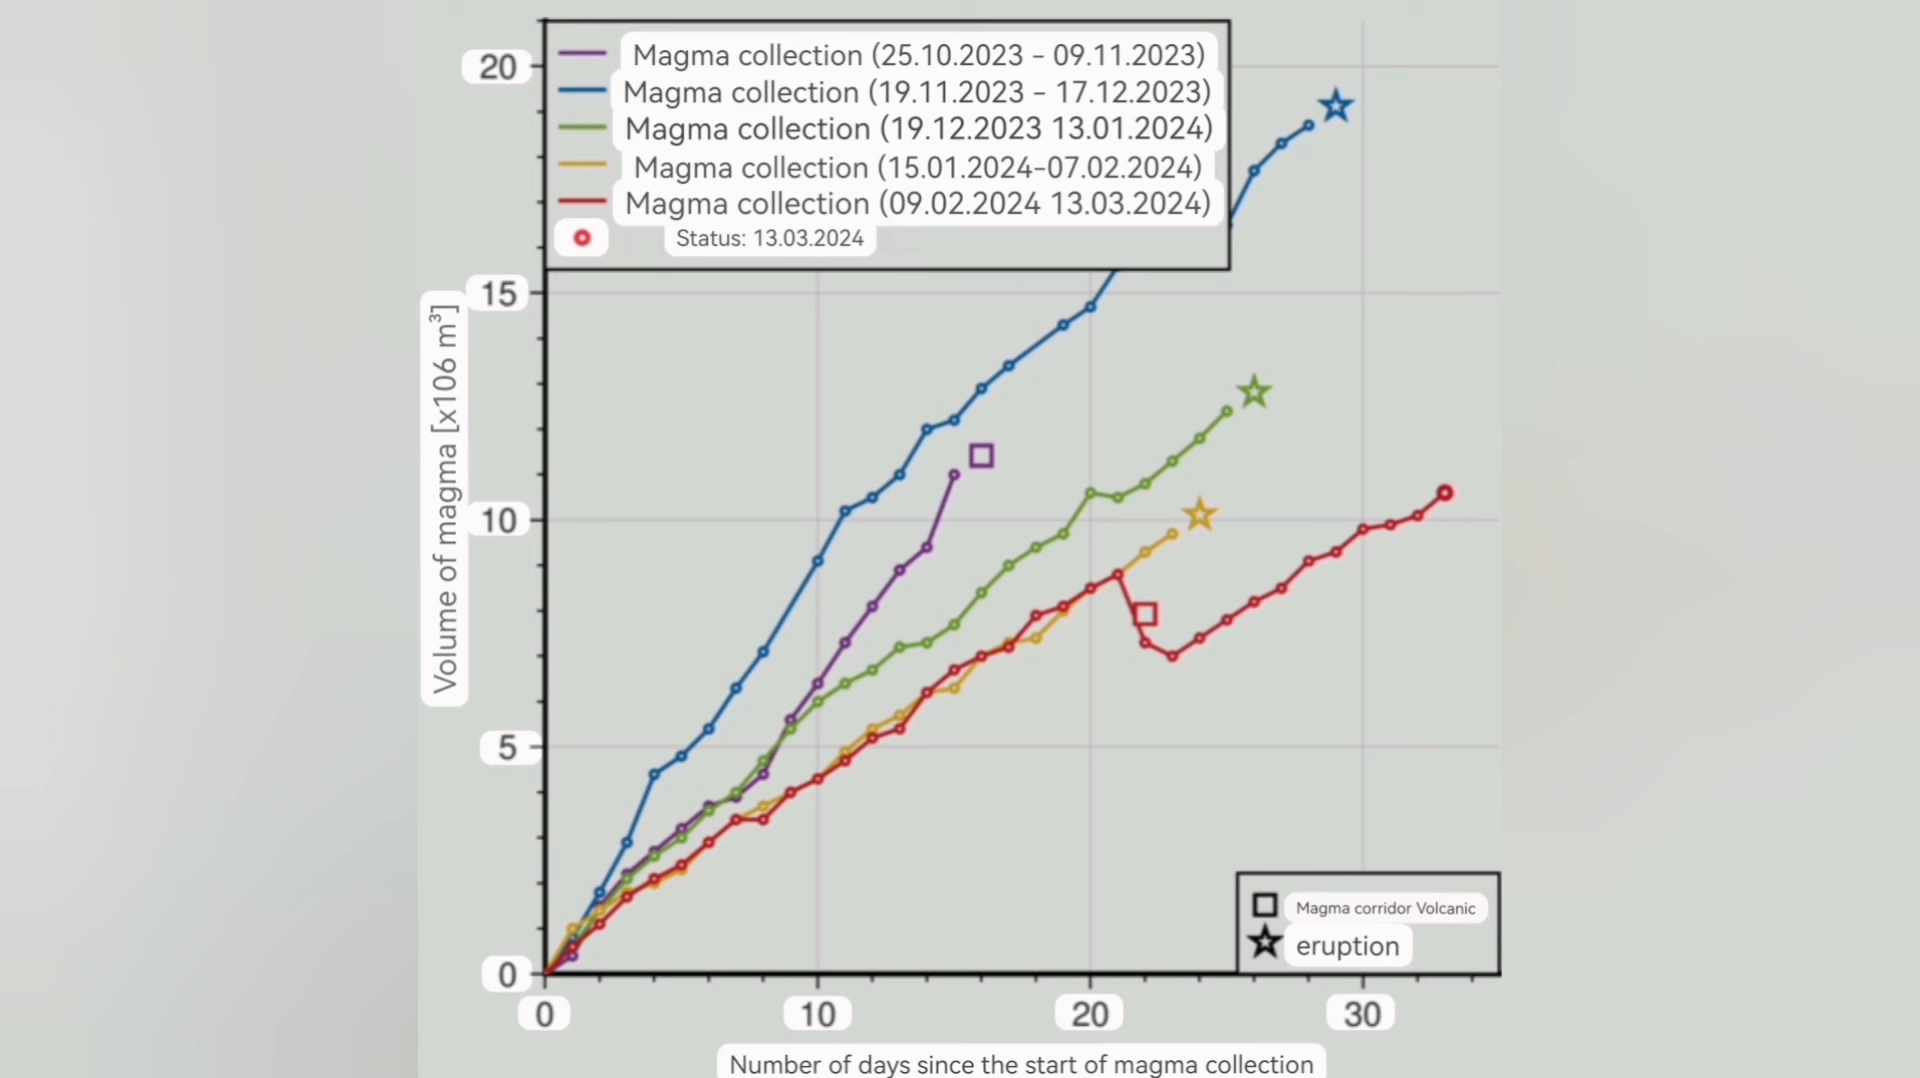 20
Magma collection (25.10.2023 - 09.11.2023)
Magma collection (19.11.2023 - 17.12.2023)
Magma collection (19.12.2023 13.01.2024)
Magma collection (15.01.2024-07.02.2024)
Magma collection (09.02.2024 13.03.2024)
Status: 13.03.2024
15
Volume of magma [x106 m³]
10
5
Magma corridor Volcanic
eruption
0
0 10 20 30
Number of days since the start of magma collection